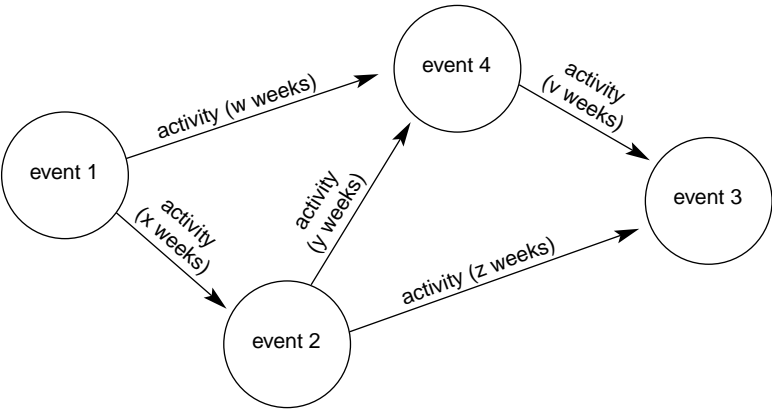 event 4
activity
(v weeks)
activity (w weeks)
event 1
event 3
activity
(x weeks)
activity
(y weeks)
activity (z weeks)
event 2